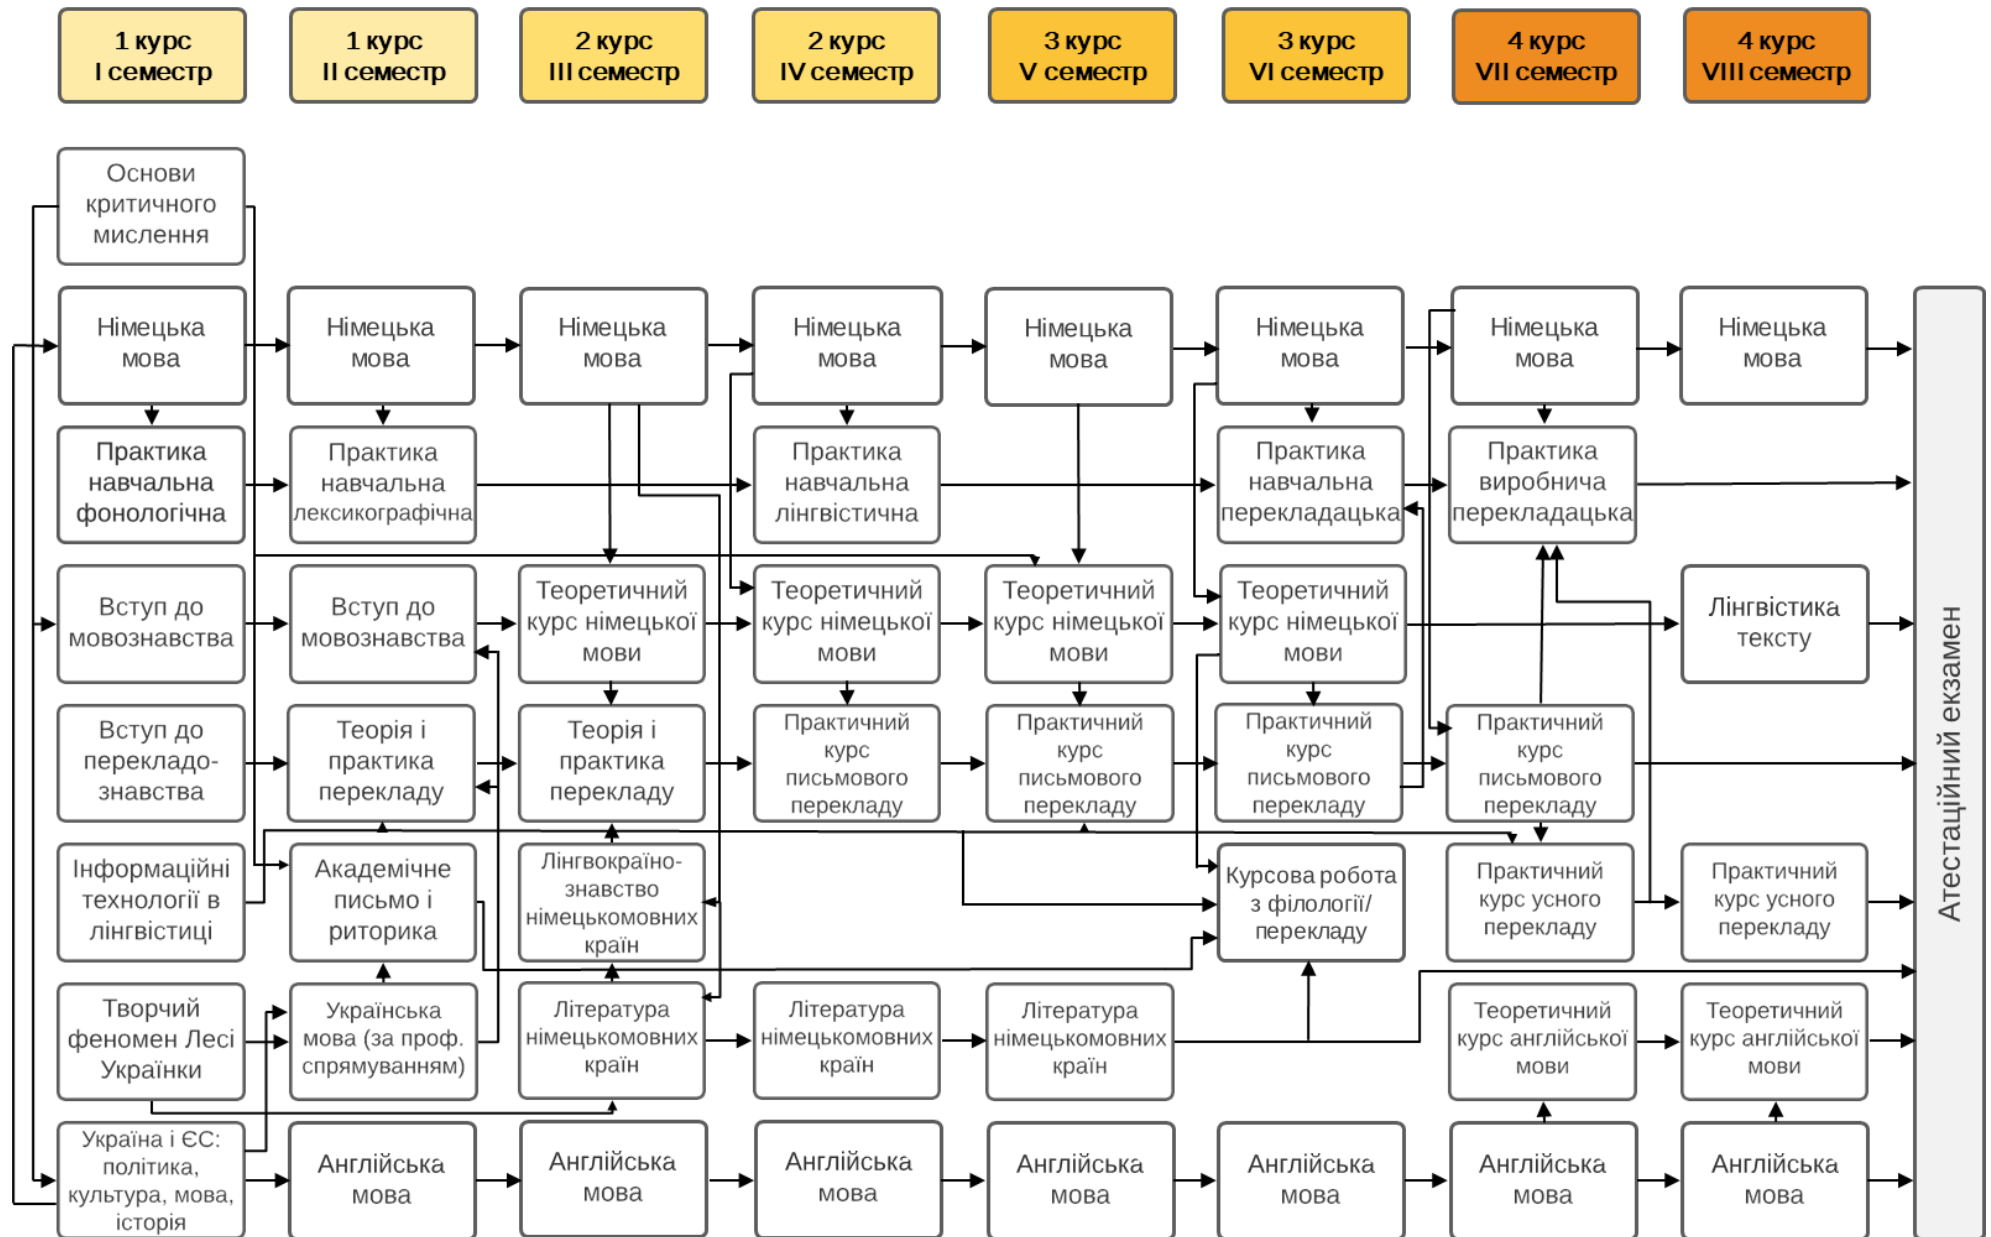 1 курс
I семестр
1 курс
II семестр
2 курс
III семестр
2 курс
IV семестр
3 курс
V семестр
3 курс
VI семестр
4 курс
VII семестр
4 курс
VIII семестр
Основи
критичного
мислення
Німецька
мова
Німецька
мова
Німецька
мова
Німецька
мова
Німецька
мова
Німецька
мова
Німецька
мова
Німецька
мова
Практика
навчальна
фонологічна
Практика
навчальна
лексикографічна
Практика
навчальна
лінгвістична
Практика
навчальна
перекладацька
Практика
виробнича
перекладацька
Вступ до
мовознавства
Вступ до
мовознавства
Теоретичний
курс німецької
мови
Теоретичний
курс німецької
мови
Теоретичний
курс німецької
мови
Теоретичний
курс німецької
мови
Лінгвістика
тексту
Вступ до
перекладо-
знавства
Теорія і
практика
перекладу
Теорія і
практика
перекладу
Практичний
курс
письмового
перекладу
Практичний
курс
письмового
перекладу
Практичний
курс
письмового
перекладу
Практичний
курс
письмового
перекладу
Інформаційні
технології в
лінгвістиці
Академічне
письмо і
риторика
Лінгвокраїно-
знавство
німецькомовних
країн
Курсова робота
з філології/
перекладу
Практичний
курс усного
перекладу
Практичний
курс усного
перекладу
Творчий
феномен Лесі
Українки
Українська
мова (за проф.
спрямуванням)
Література
німецькомовних
країн
Література
німецькомовних
країн
Література
німецькомовних
країн
Теоретичний
курс англійської
мови
Теоретичний
курс англійської
мови
Україна і ЄС:
політика,
культура, мова,
історія
Англійська
мова
Англійська
мова
Англійська
мова
Англійська
мова
Англійська
мова
Англійська
мова
Англійська
мова
Атестаційний екзамен